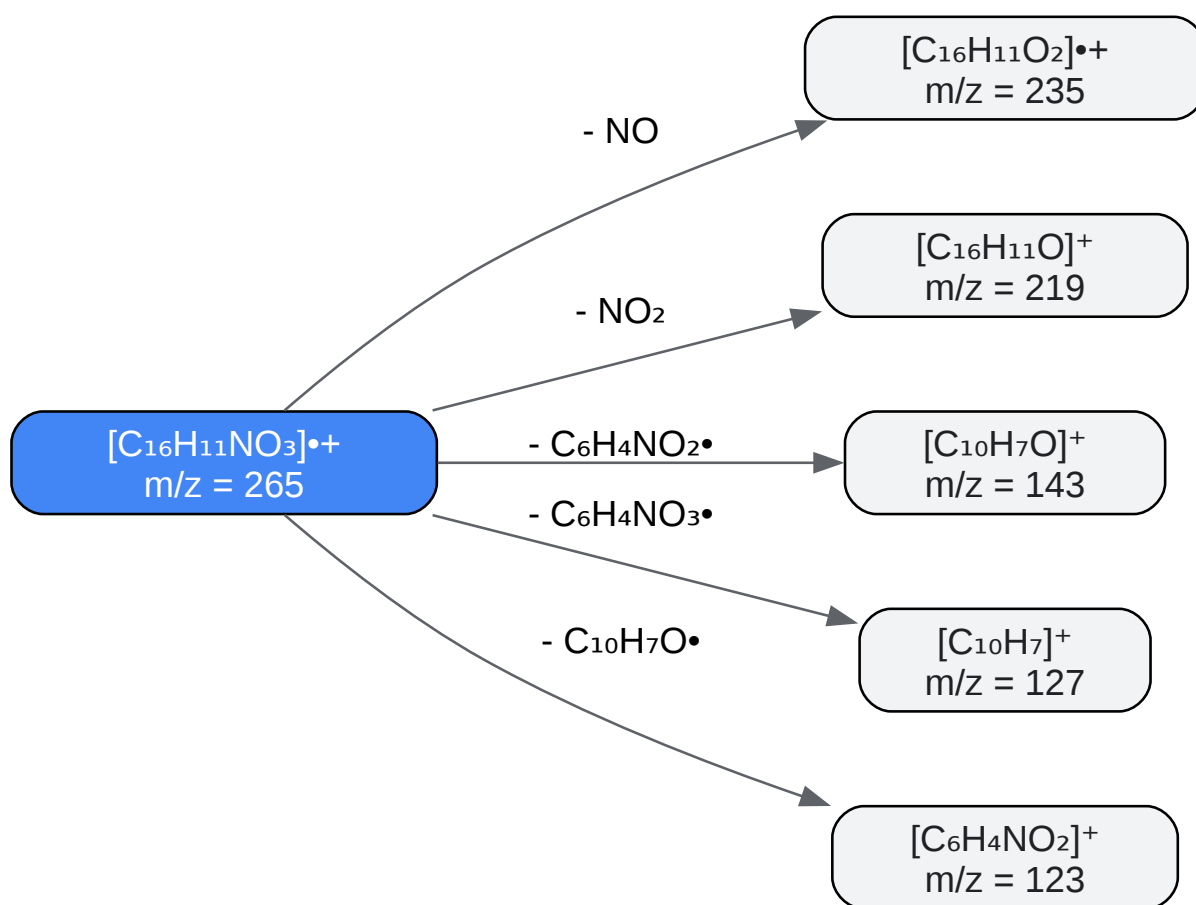 [C₁₆H₁₁O₂]•+
m/z = 235
- NO
[C₁₆H₁₁O]⁺
m/z = 219
- NO₂
[C₁₆H₁₁NO₃]•+
m/z = 265
- C₆H₄NO₂•
[C₁₀H₇O]⁺
m/z = 143
- C₆H₄NO₃•
[C₁₀H₇]⁺
m/z = 127
- C₁₀H₇O•
[C₆H₄NO₂]⁺
m/z = 123